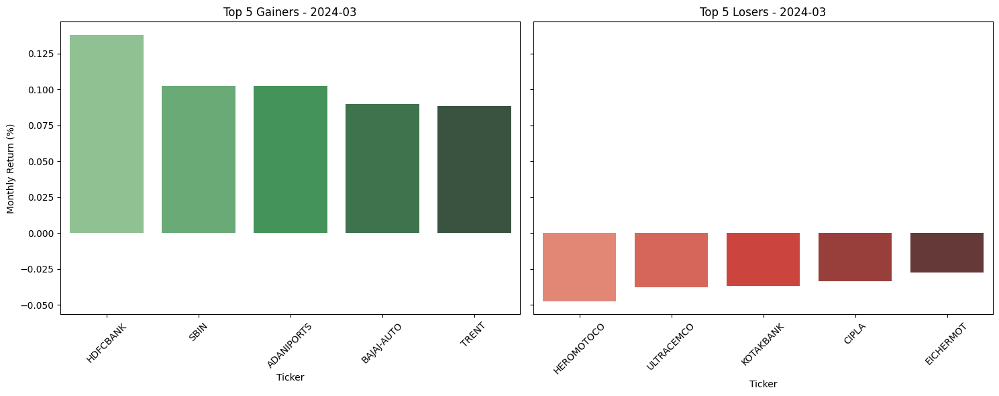 Top 5 Gainers - 2024-03
Monthly Return (%)
0.125
0.100
0.075
0.050
0.025
0.000
−0.025
−0.050
HDFCBANK
SBIN
ADANIPORTS
BAJAJ-AUTO
TRENT
Ticker
Top 5 Losers - 2024-03
HEROMOTOCO
ULTRACEMCO
KOTAKBANK
CIPLA
EICHERMOT
Ticker